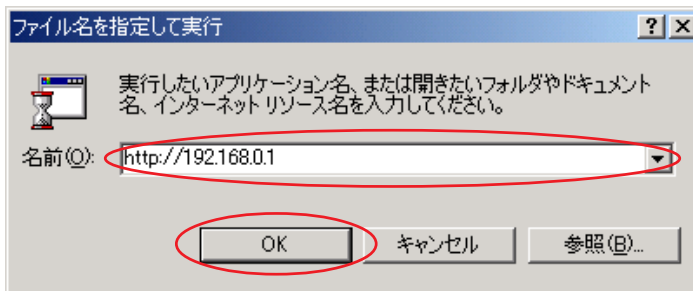 ファイル名を指定して実行
実行したいアプリケーション名、または開きたいフォルダやドキュメント
名、インターネット リソース名を入力してください。
名前(O): http://192.168.0.1
OK キャンセル 参照(B)...